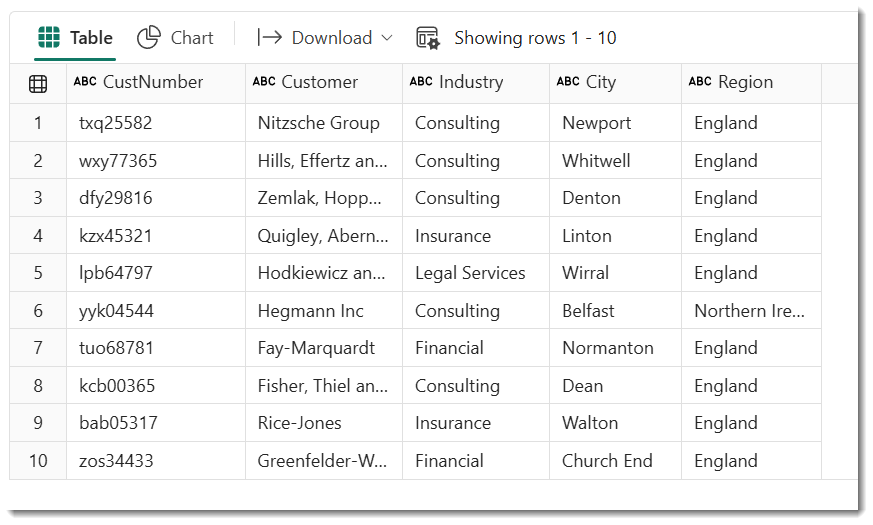 Table Chart Download Showing rows 1 - 10
ABC CustNumber ABC Customer ABC Industry ABC City ABC Region
1 txq25582 Nitzsche Group Consulting Newport England
2 wxy77365 Hills, Effertz an... Consulting Whitwell England
3 dfy29816 Zemlak, Hopp... Consulting Denton England
4 kzx45321 Quigley, Abern... Insurance Linton England
5 lpb64797 Hodkiewicz an... Legal Services Wirral England
6 yyk04544 Hegmann Inc Consulting Belfast Northern Ire...
7 tuo68781 Fay-Marquardt Financial Normanton England
8 kcb00365 Fisher, Thiel an... Consulting Dean England
9 bab05317 Rice-Jones Insurance Walton England
10 zos34433 Greenfelder-W... Financial Church End England